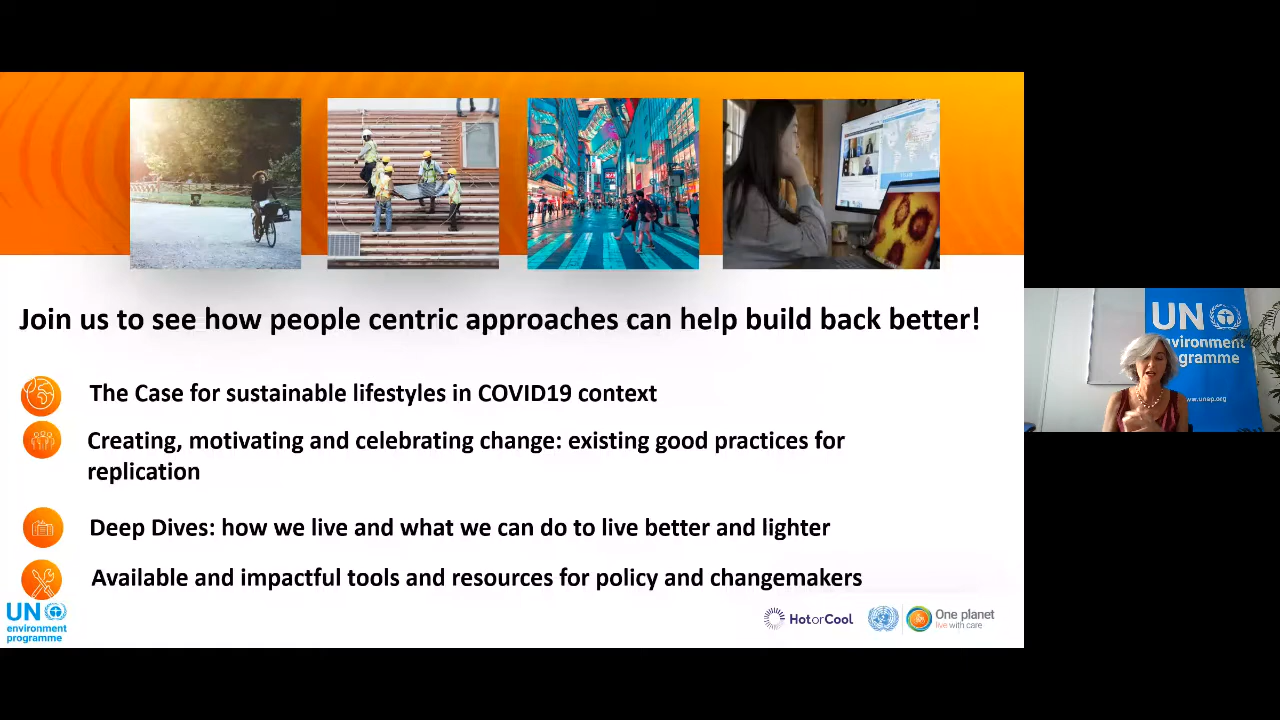 Join us to see how people centric approaches can help build back better!
The Case for sustainable lifestyles in COVID19 context
Creating, motivating and celebrating change: existing good practices for
replication
Deep Dives: how we live and what we can do to live better and lighter
Available and impactful tools and resources for policy and changemakers
UN
environment
programme
HotorCool
One planet
live with care
UN
environment
programme